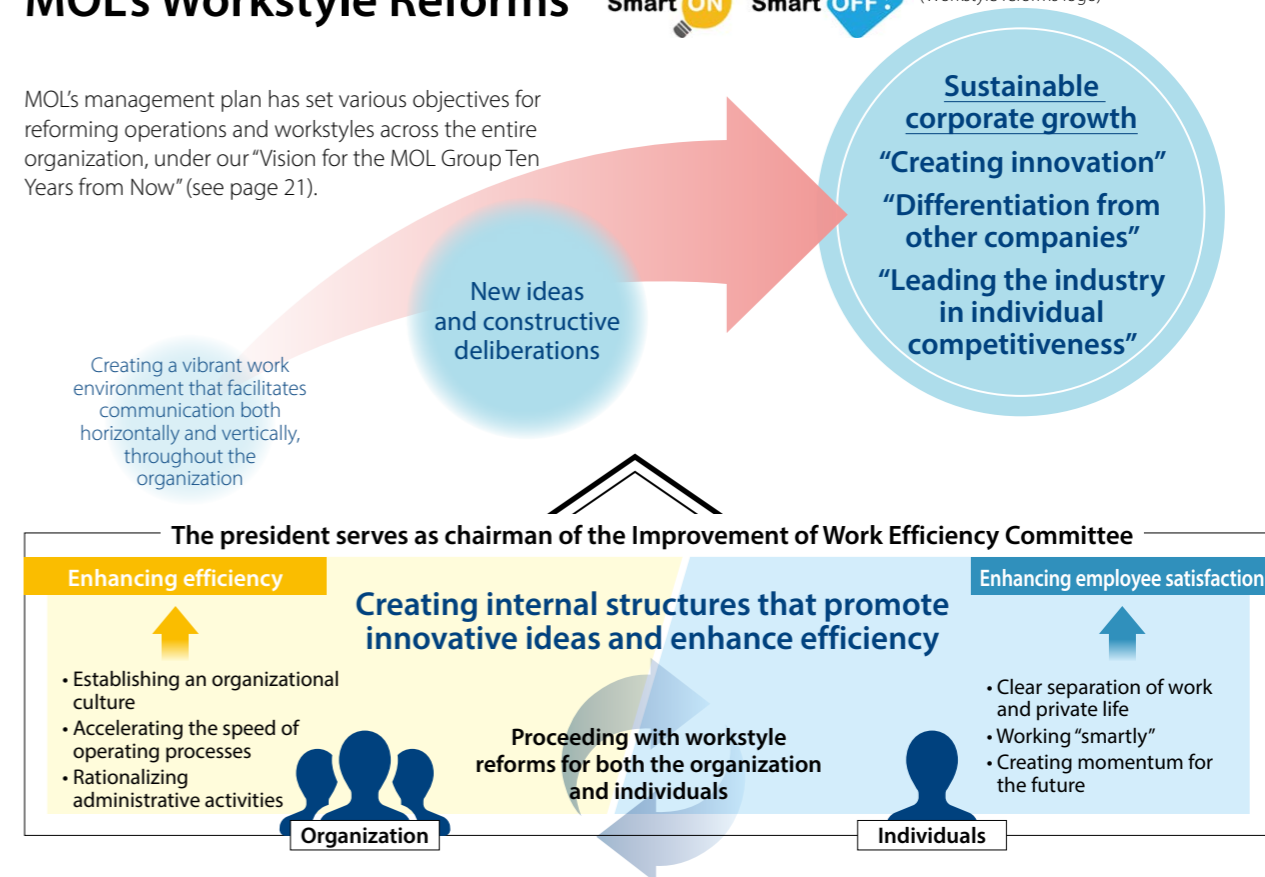 MOL's Workstyle Reforms
Smart ON Smart OFF!
(Workstyle reforms logo)
MOL's management plan has set various objectives for
reforming operations and workstyles across the entire
organization, under our “Vision for the MOL Group Ten
Years from Now” (see page 21).
Sustainable
corporate growth
“Creating innovation”
“Differentiation from
other companies”
“Leading the industry
in individual
competitiveness”
New ideas
and constructive
deliberations
Creating a vibrant work
environment that facilitates
communication both
horizontally and vertically,
throughout the
organization
The president serves as chairman of the Improvement of Work Efficiency Committee
Enhancing efficiency
Creating internal structures that promote
innovative ideas and enhance efficiency
Enhancing employee satisfaction
• Establishing an organizational
culture
• Accelerating the speed of
operating processes
• Rationalizing
administrative activities
Proceeding with workstyle
reforms for both the organization
and individuals
• Clear separation of work
and private life
• Working “smartly”
• Creating momentum for
the future
Organization
Individuals